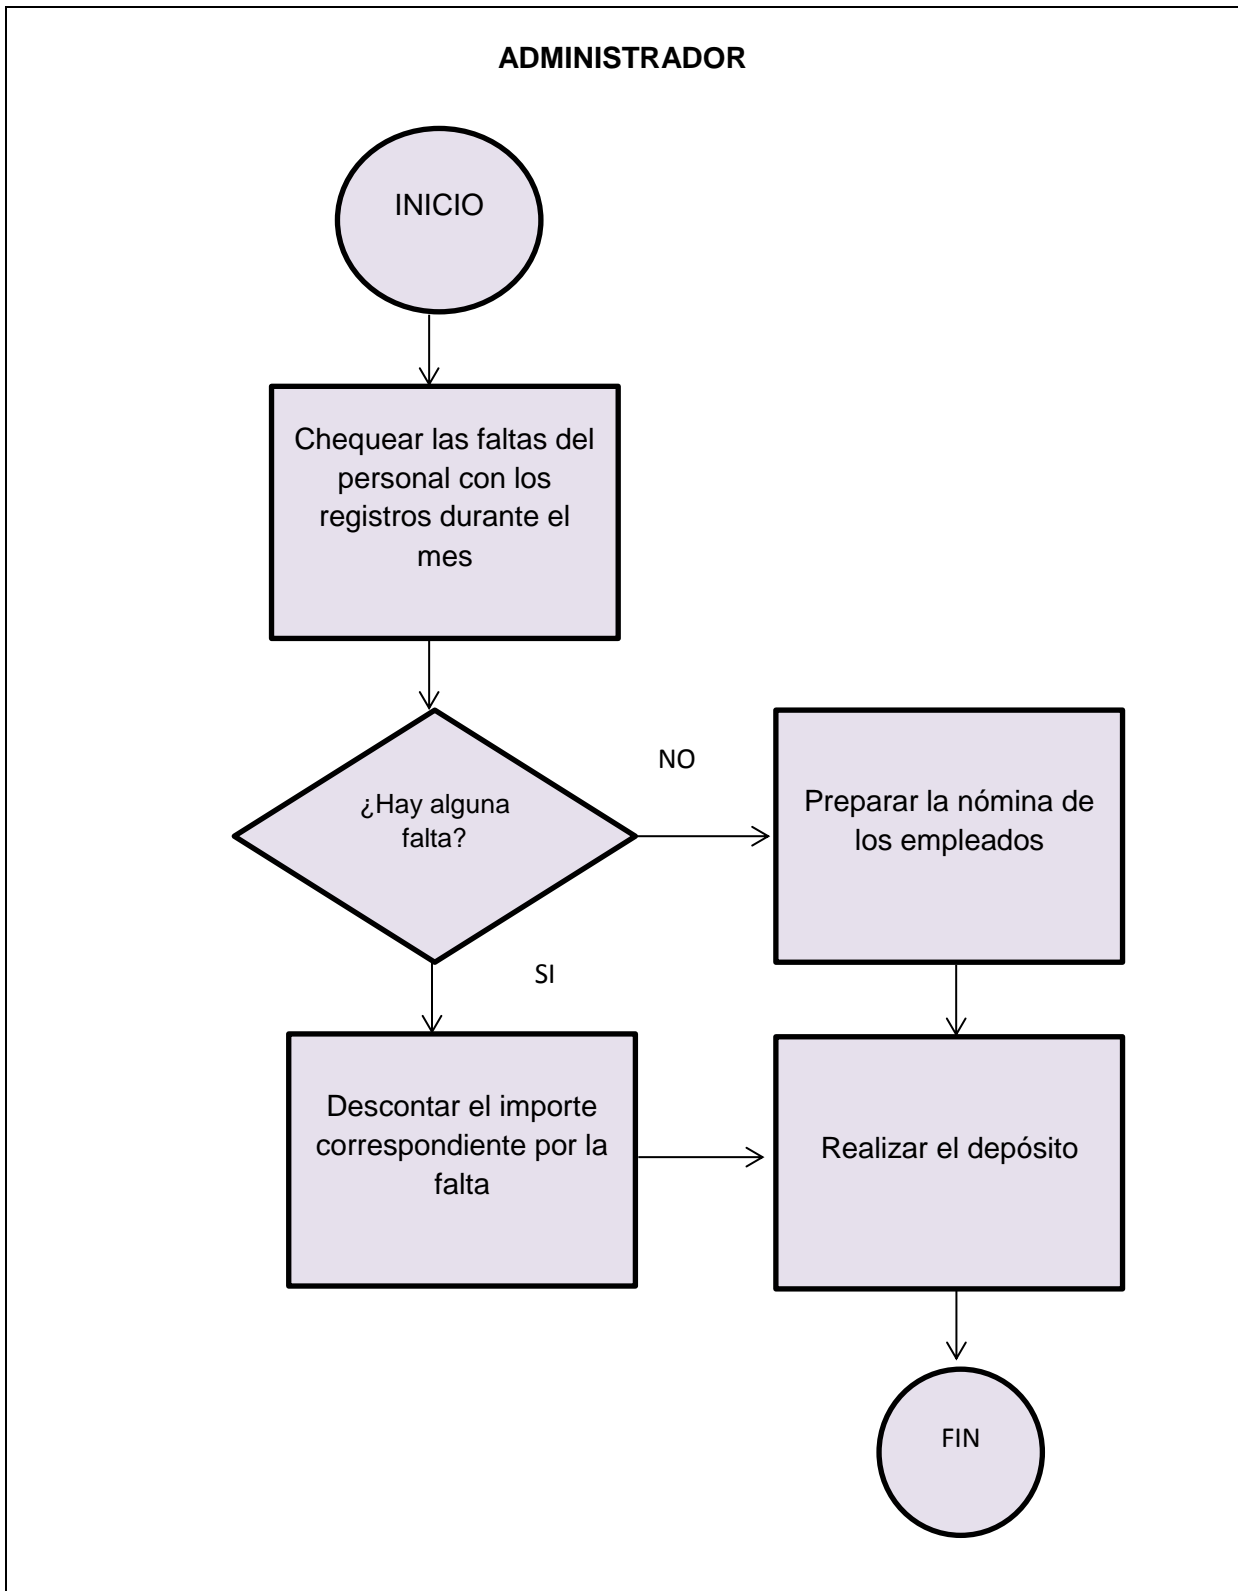 ADMINISTRADOR
INICIO
Chequear las faltas del
personal con los
registros durante el
mes
¿Hay alguna
falta?
NO
Preparar la nómina de
los empleados
SI
Descontar el importe
correspondiente por la
falta
Realizar el depósito
FIN